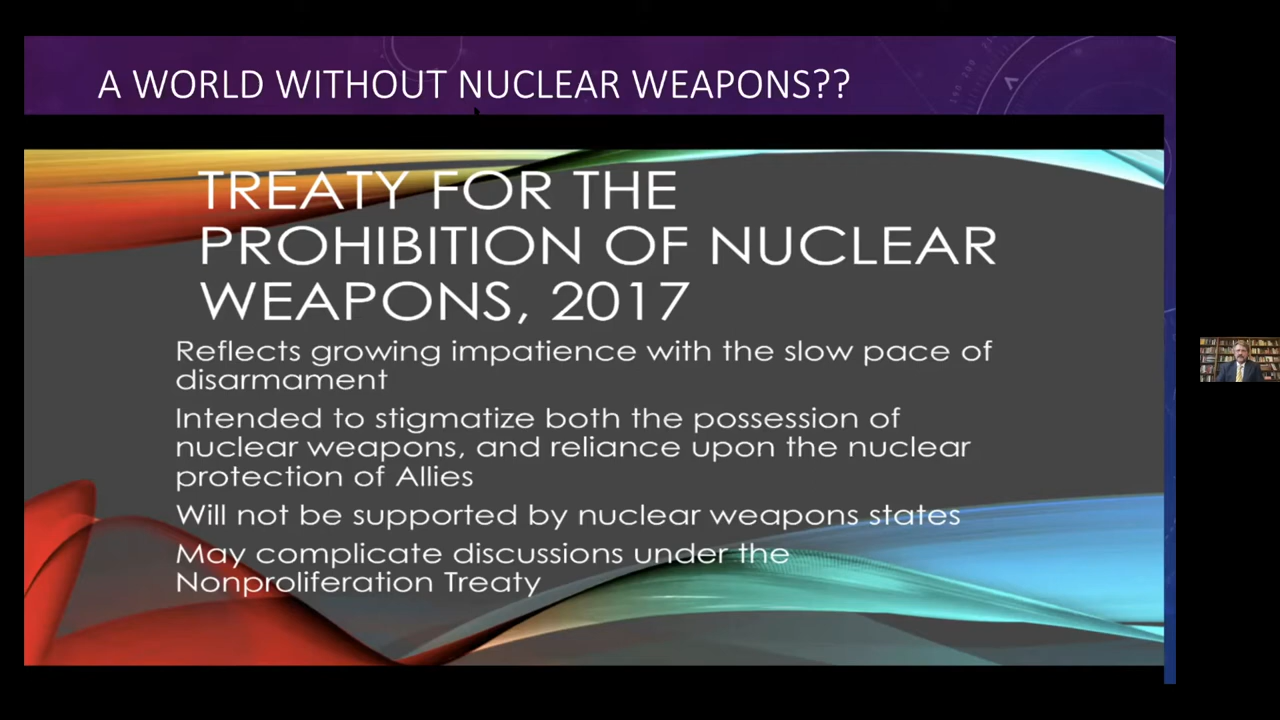 A WORLD WITHOUT NUCLEAR WEAPONS??
TREATY FOR THE
PROHIBITION OF NUCLEAR
WEAPONS, 2017
Reflects growing impatience with the slow pace of
disarmament
Intended to stigmatize both the possession of
nuclear weapons, and reliance upon the nuclear
protection of Allies
Will not be supported by nuclear weapons states
May complicate discussions under the
Nonproliferation Treaty